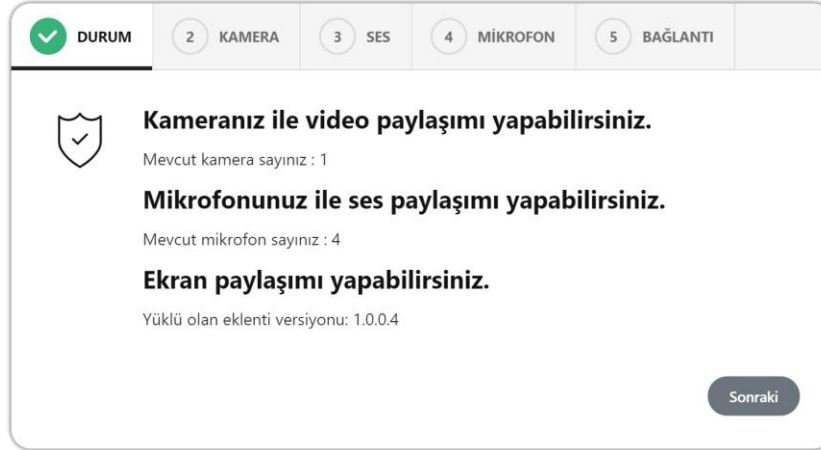 DURUM
2 KAMERA
3 SES
4 MİKROFON
5 BAĞLANTI
Kameranız ile video paylaşımı yapabilirsiniz.
Mevcut kamera sayınız : 1
Mikrofonunuz ile ses paylaşımı yapabilirsiniz.
Mevcut mikrofon sayınız : 4
Ekran paylaşımı yapabilirsiniz.
Yüklü olan eklenti versiyonu: 1.0.0.4
Sonraki